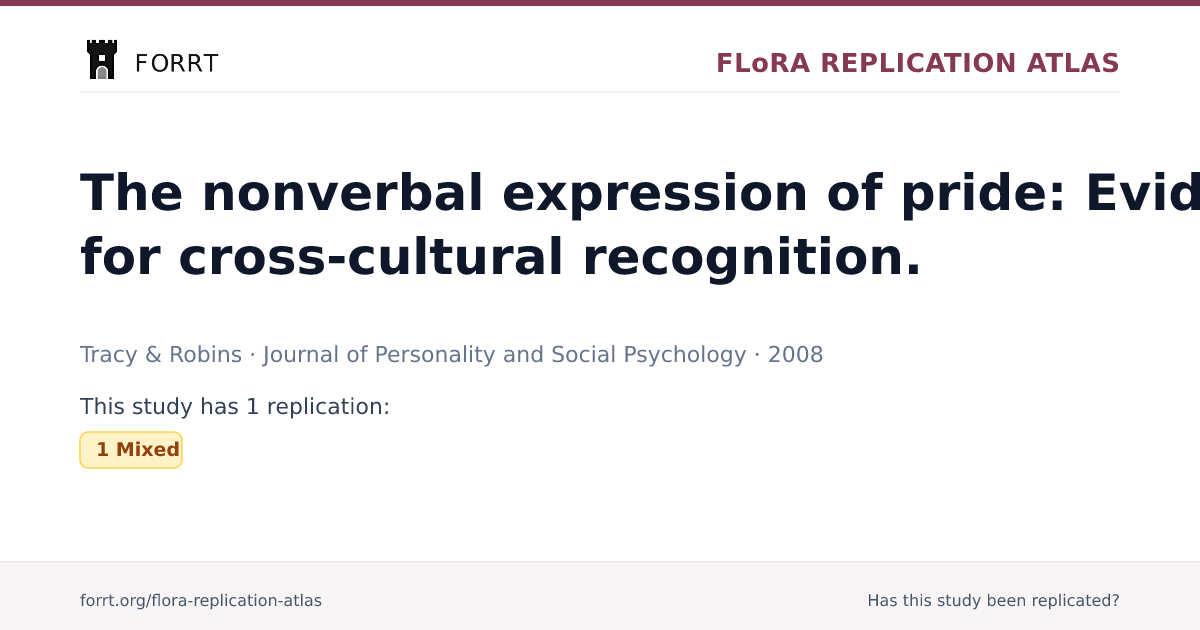 FORRT
FLoRA REPLICATION ATLAS
The nonverbal expression of pride: Evid
for cross-cultural recognition.
Tracy & Robins · Journal of Personality and Social Psychology · 2008
This study has 1 replication:
1 Mixed
forrt.org/flora-replication-atlas
Has this study been replicated?